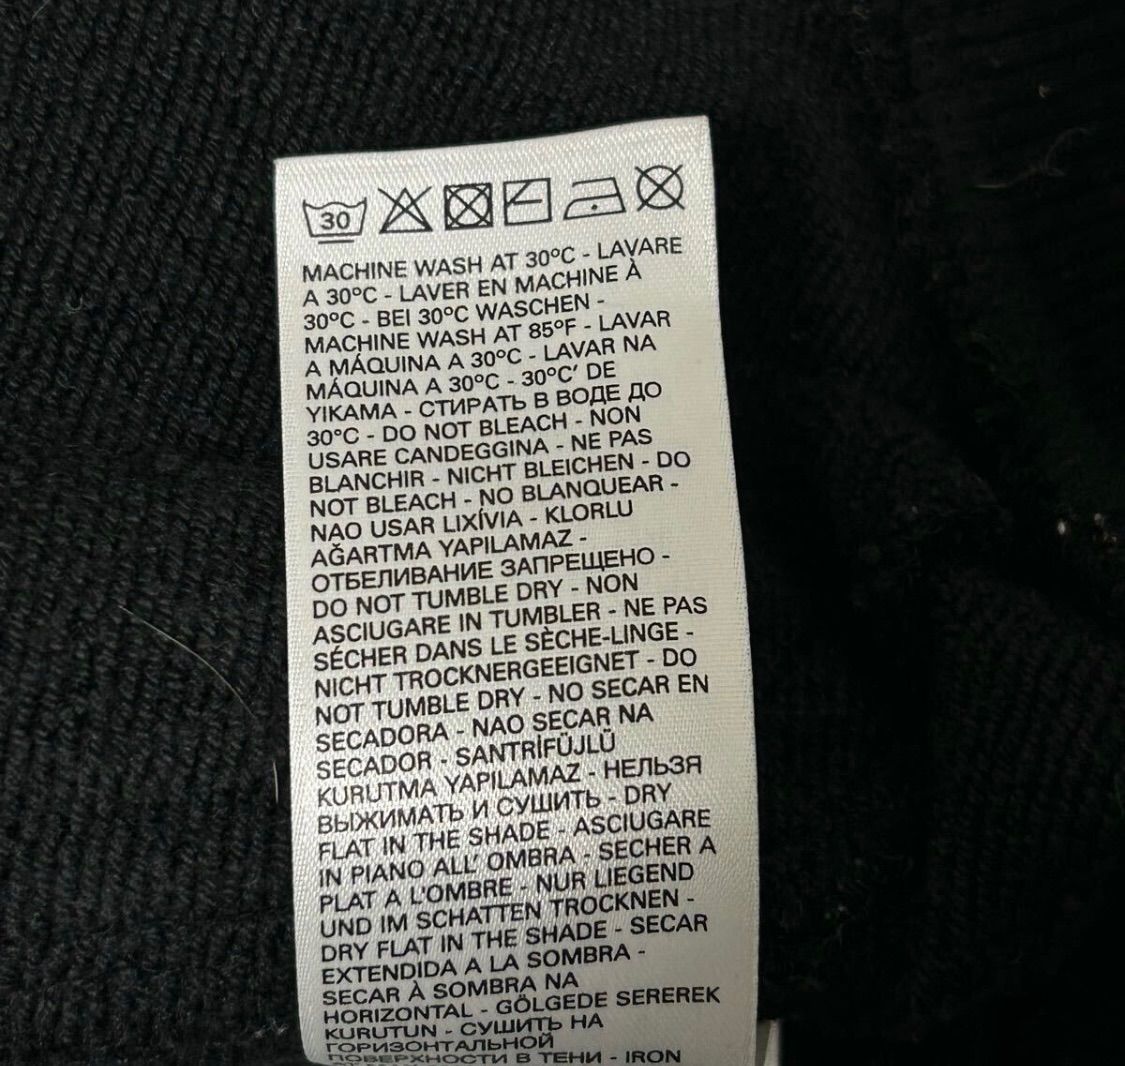 30
MACHINE WASH AT 30°C - LAVARE
A 30°C - LAVER EN MACHINE À
30°C - BEI 30°C WASCHEN -
MACHINE WASH AT 85°F - LAVAR
A MÁQUINA A 30°C - LAVAR NA
MÁQUINA A 30°C - 30°C' DE
YIKAMA - СТИРАТЬ В ВОДЕ ДО
30°C - DO NOT BLEACH - NON
USARE CANDEGGINA - NE PAS
BLANCHIR - NICHT BLEICHEN - DO
NOT BLEACH - NO BLANQUEAR -
NAO USAR LIXÍVIA - KLORLU
AĞARTMA YAPILAMAZ -
ОТБЕЛИВАНИЕ ЗАПРЕЩЕНО -
DO NOT TUMBLE DRY - NON
ASCIUGARE IN TUMBLER - NE PAS
SÉCHER DANS LE SÈCHE-LINGE -
NICHT TROCKNERGEEIGNET - DO
NOT TUMBLE DRY - NO SECAR EN
SECADORA - NAO SECAR NA
SECADOR - SANTRİFÜJLÜ
KURUTMA YAPILAMAZ - НЕЛЬЗЯ
ВЫЖИМАТЬ И СУШИТЬ - DRY
FLAT IN THE SHADE - ASCIUGARE
IN PIANO ALL' OMBRA - SECHER A
PLAT A L'OMBRE - NUR LIEGEND
UND IM SCHATTEN TROCKNEN -
DRY FLAT IN THE SHADE - SECAR
EXTENDIDA A LA SOMBRA -
SECAR À SOMBRA NA
HORIZONTAL - GÖLGEDE SEREREK
KURUTUN - СУШИТЬ НА
ГОРИЗОНТАЛЬНОЙ
ПОВЕРХНОСТИ В ТЕНИ - IRON